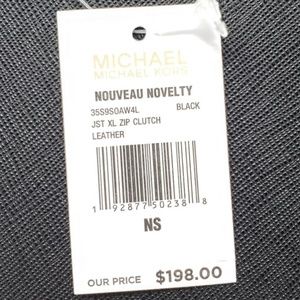 MICHAEL
MICHAEL KORS
NOUVEAU NOVELTY
35S9S0AW4L BLACK
JST XL ZIP CLUTCH
LEATHER
1 92877 50238 8
NS
OUR PRICE $198.00